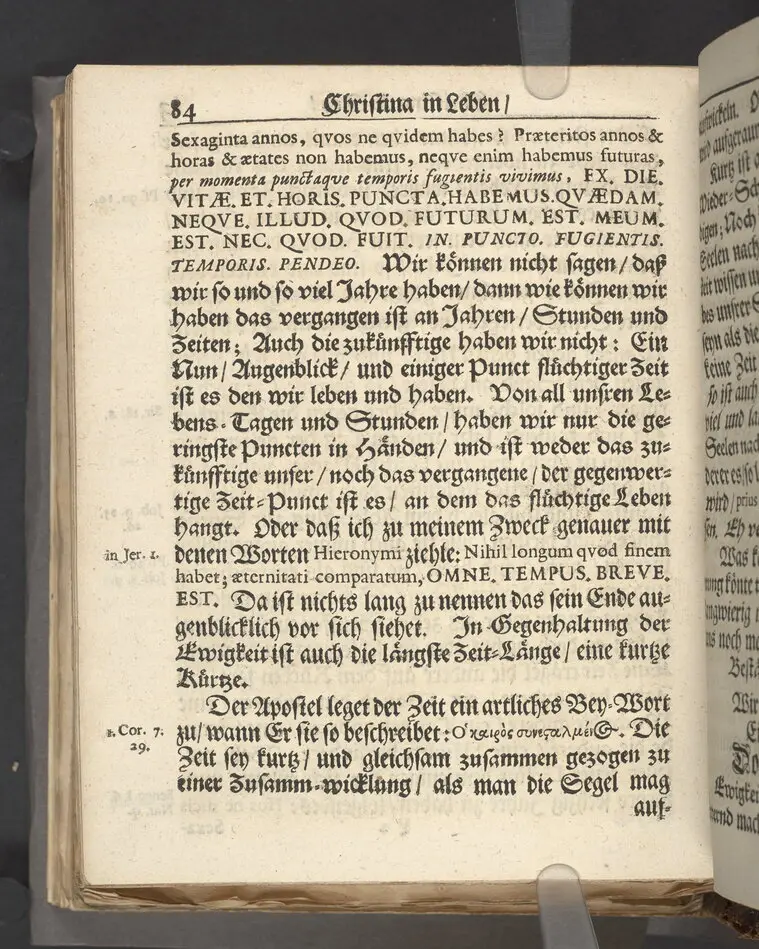 84 Christina in Leben /
Sexaginta annos, qvos ne qvidem habes? Præteritos annos &
horas & ætates non habemus, neqve enim habemus futuras,
per momenta punctaqve temporis fugientis vivimus, EX. DIE.
VITÆ. ET. HORIS. PUNCTA. HABEMUS. QVÆDAM.
NEQVE. ILLUD. QVOD. FUTURUM. EST. MEUM.
EST. NEC. QVOD. FUIT. IN. PUNCTO. FUGIENTIS.
TEMPORIS. PENDEO. Wir können nicht sagen / daß
wir so und so viel Jahre haben / dann wie können wir
haben das vergangen ist an Jahren / Stunden und
Zeiten; Auch die zukünfftige haben wir nicht: Ein
Nun / Augenblick / und einiger Punct flüchtiger Zeit
ist es den wir leben und haben. Von all unsren Le-
bens-Tagen und Stunden / haben wir nur die ge-
ringste Puncten in Händen / und ist weder das zu-
künfftige unser / noch das vergangene / der gegenwer-
tige Zeit-Punct ist es / an dem das flüchtige Leben
hangt. Oder daß ich zu meinem Zweck genauer mit
in Jer. 1. denen Worten Hieronymi ziehle: Nihil longum qvod finem
habet; æternitati comparatum, OMNE. TEMPUS. BREVE.
EST. Da ist nichts lang zu nennen das sein Ende au-
genblicklich vor sich siehet. In Gegenhaltung der
Ewigkeit ist auch die längste Zeit-Länge / eine kurtze
Kürtze.
Der Apostel leget der Zeit ein artliches Bey-Wort
1. Cor. 7: zu / wann Er sie so beschreibet: Ὁ καιρὸς συνεσταλμένος. Die
29. Zeit sey kurtz / und gleichsam zusammen gezogen zu
einer Zusamm-wicklung / als man die Segel mag
auf-